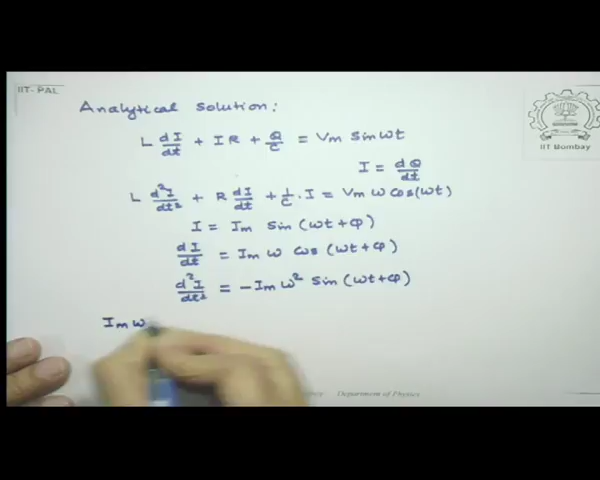 IIT- PAL
Analytical Solution:
L dI/dt + IR + Q/C = Vm Sin ωt
I = dQ/dt
IIT Bombay
L d²I/dt² + R dI/dt + 1/C . I = Vm ω Cos(ωt)
I = Im Sin (ωt + φ)
dI/dt = Im ω cos (ωt + φ)
d²I/dt² = -Im ω² Sin (ωt + φ)
Im ω
Department of Physics